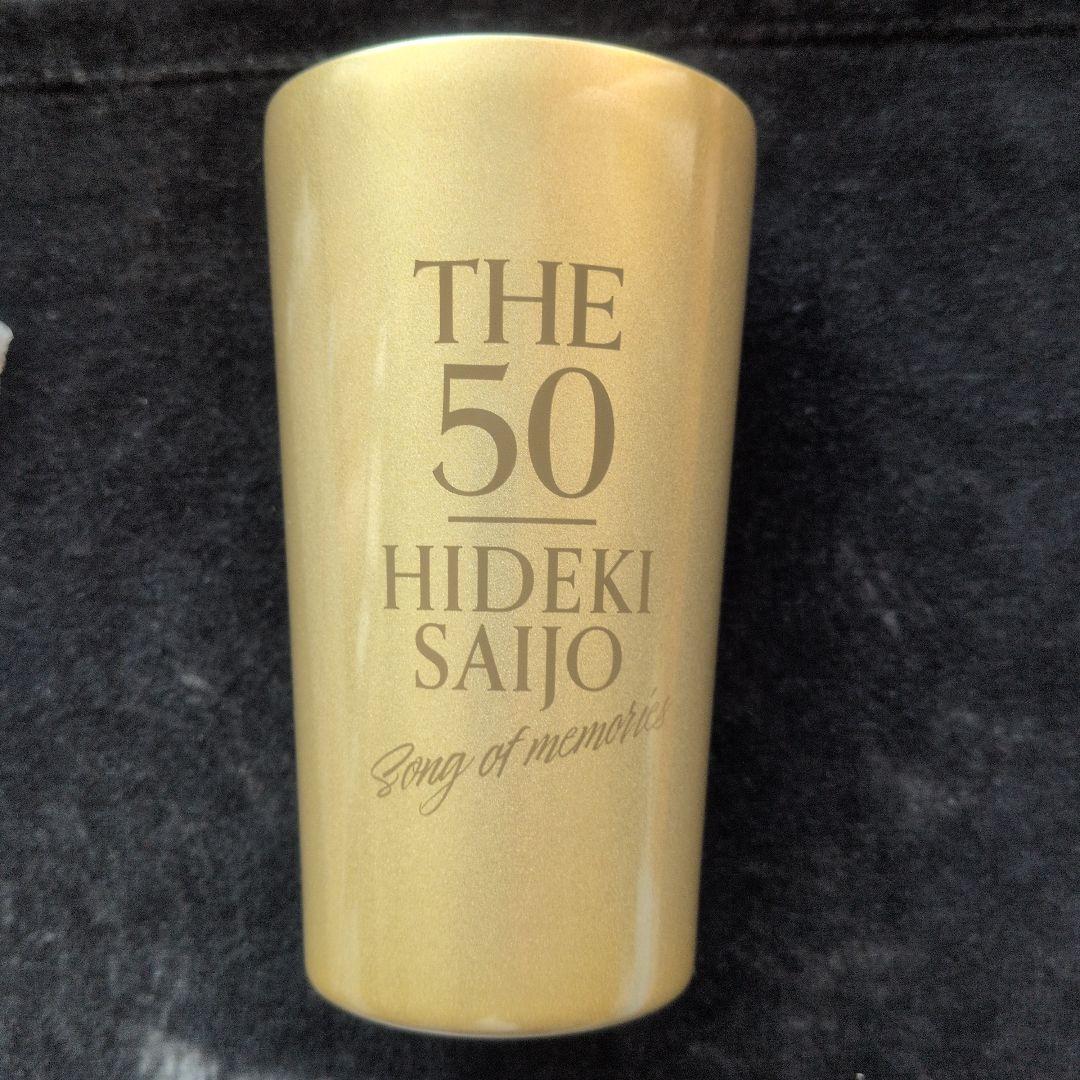 THE
50
HIDEKI
SAIJO
Song of memories